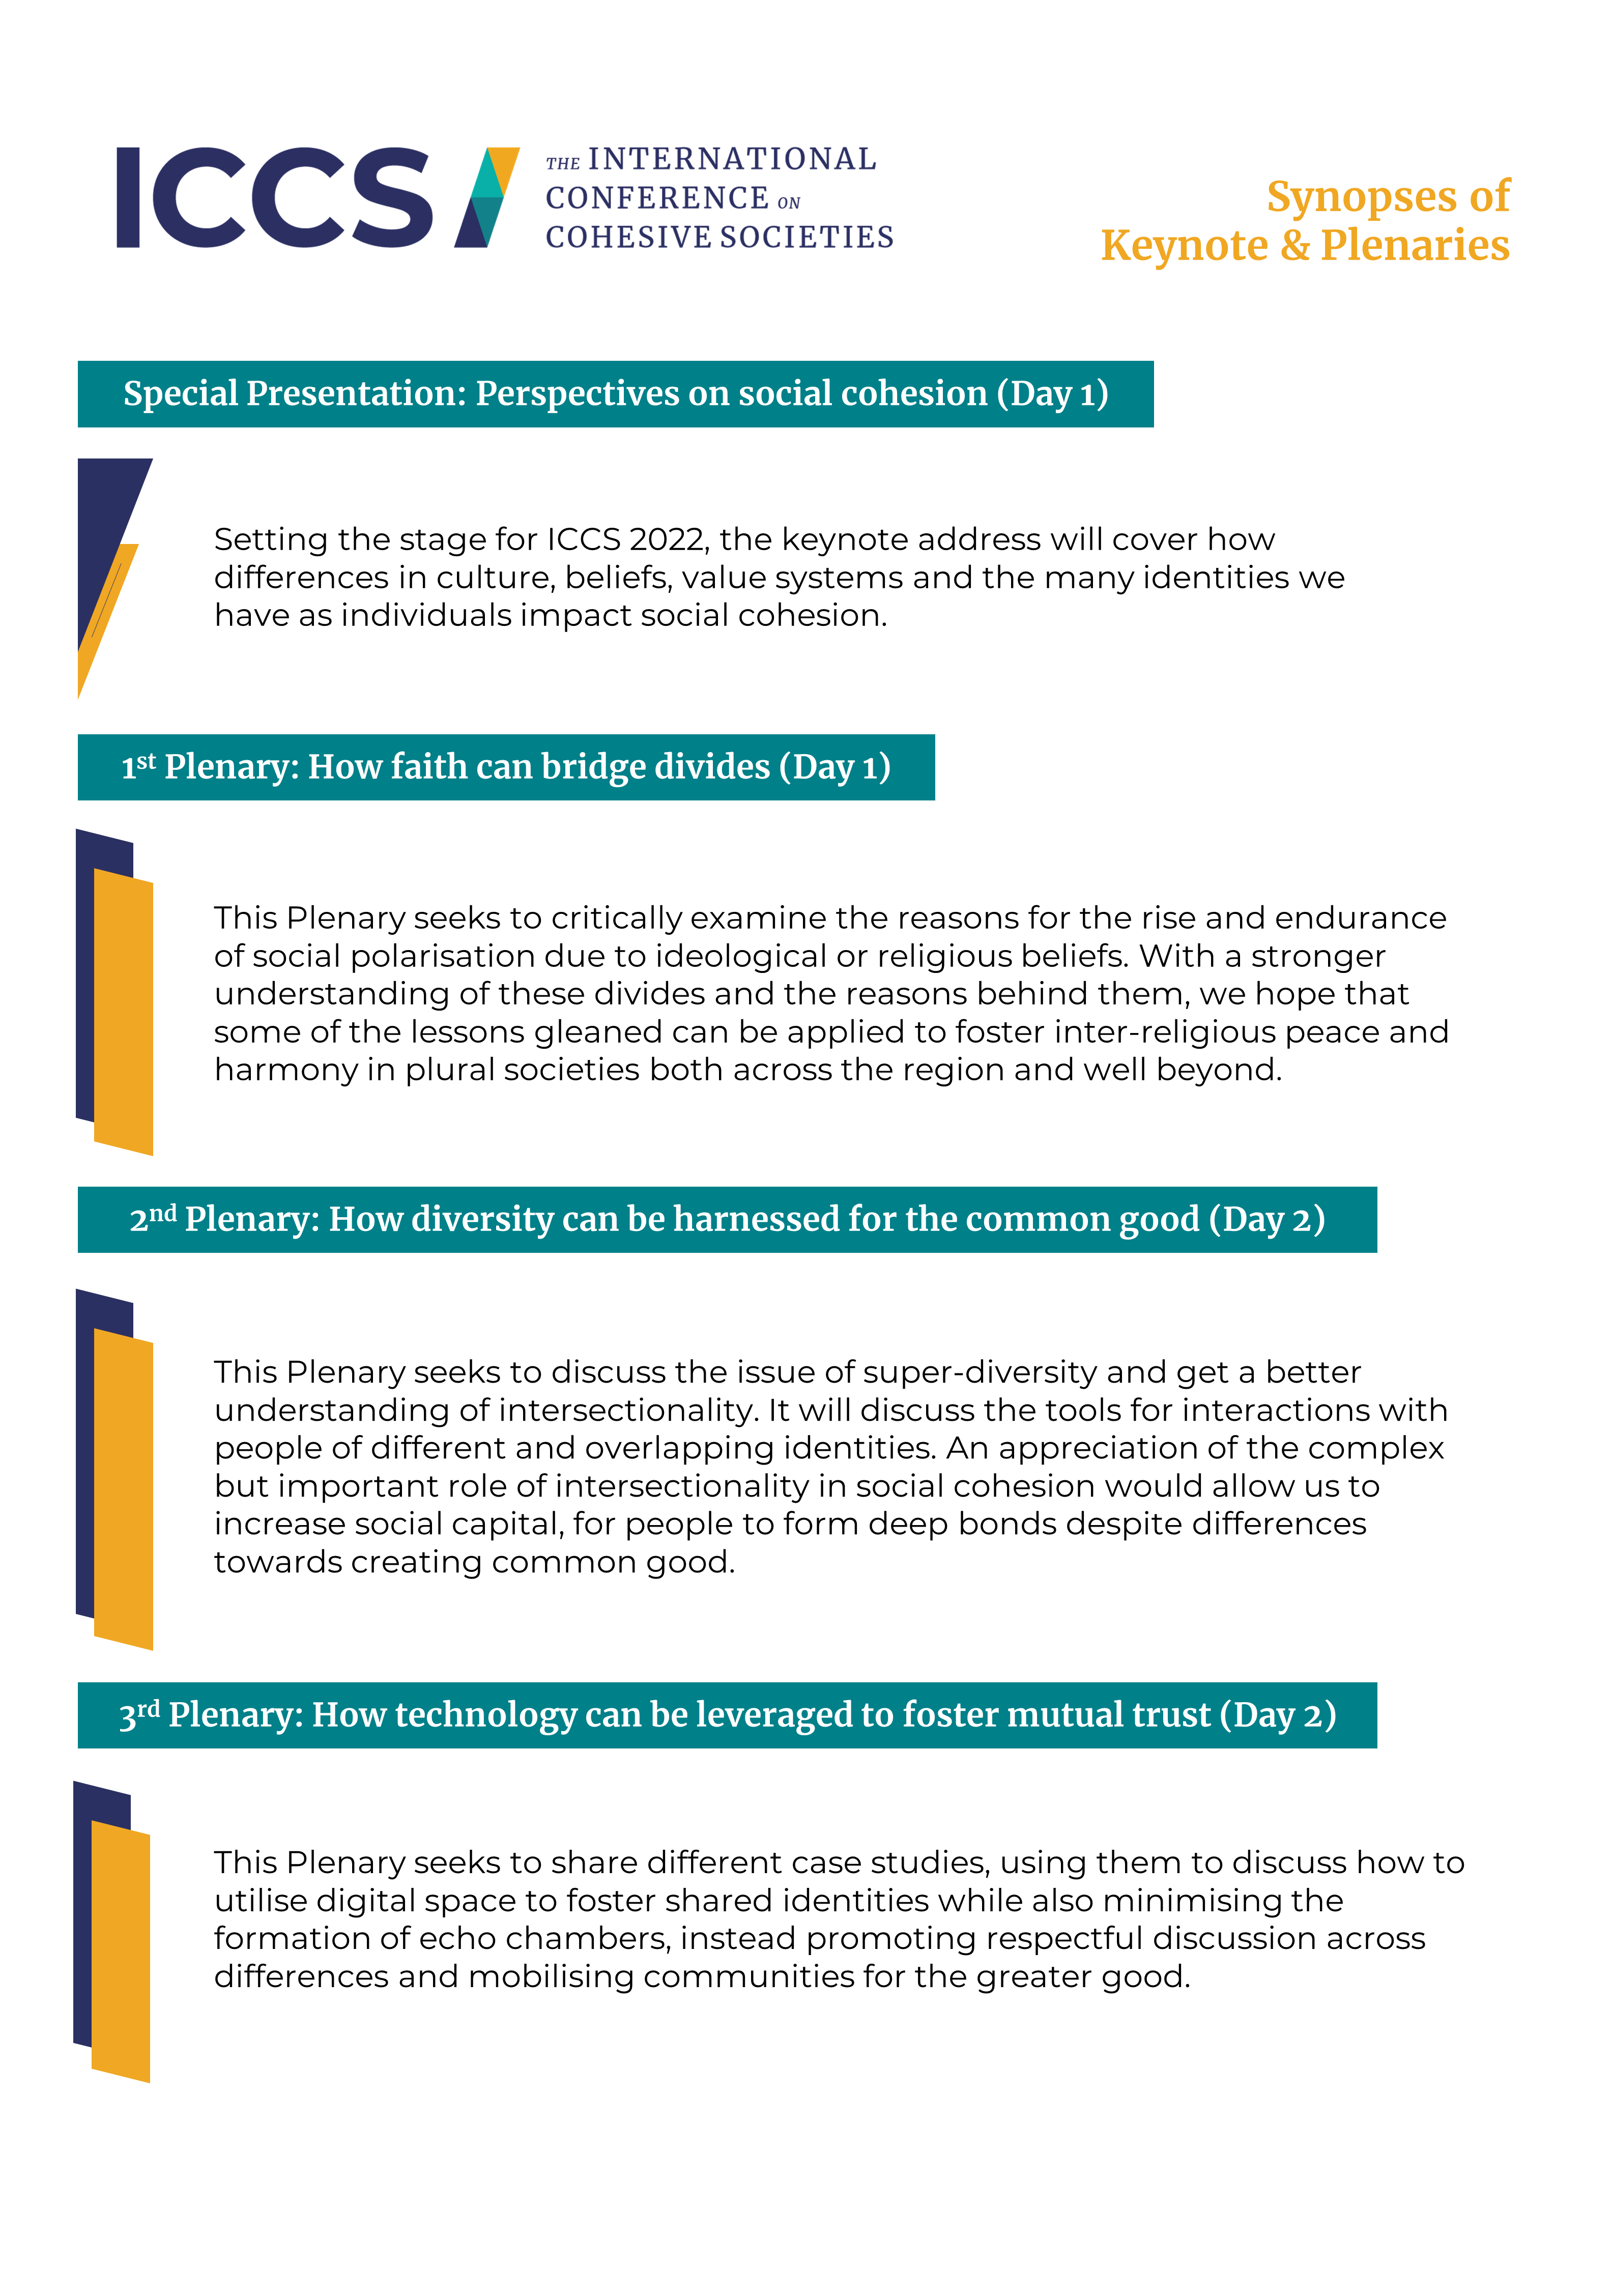 ICCS
THE INTERNATIONAL
CONFERENCE ON
COHESIVE SOCIETIES
Synopses of
Keynote & Plenaries
Special Presentation: Perspectives on social cohesion (Day 1)
Setting the stage for ICCS 2022, the keynote address will cover how
differences in culture, beliefs, value systems and the many identities we
have as individuals impact social cohesion.
1st Plenary: How faith can bridge divides (Day 1)
This Plenary seeks to critically examine the reasons for the rise and endurance
of social polarisation due to ideological or religious beliefs. With a stronger
understanding of these divides and the reasons behind them, we hope that
some of the lessons gleaned can be applied to foster inter-religious peace and
harmony in plural societies both across the region and well beyond.
2nd Plenary: How diversity can be harnessed for the common good (Day 2)
This Plenary seeks to discuss the issue of super-diversity and get a better
understanding of intersectionality. It will discuss the tools for interactions with
people of different and overlapping identities. An appreciation of the complex
but important role of intersectionality in social cohesion would allow us to
increase social capital, for people to form deep bonds despite differences
towards creating common good.
3rd Plenary: How technology can be leveraged to foster mutual trust (Day 2)
This Plenary seeks to share different case studies, using them to discuss how to
utilise digital space to foster shared identities while also minimising the
formation of echo chambers, instead promoting respectful discussion across
differences and mobilising communities for the greater good.